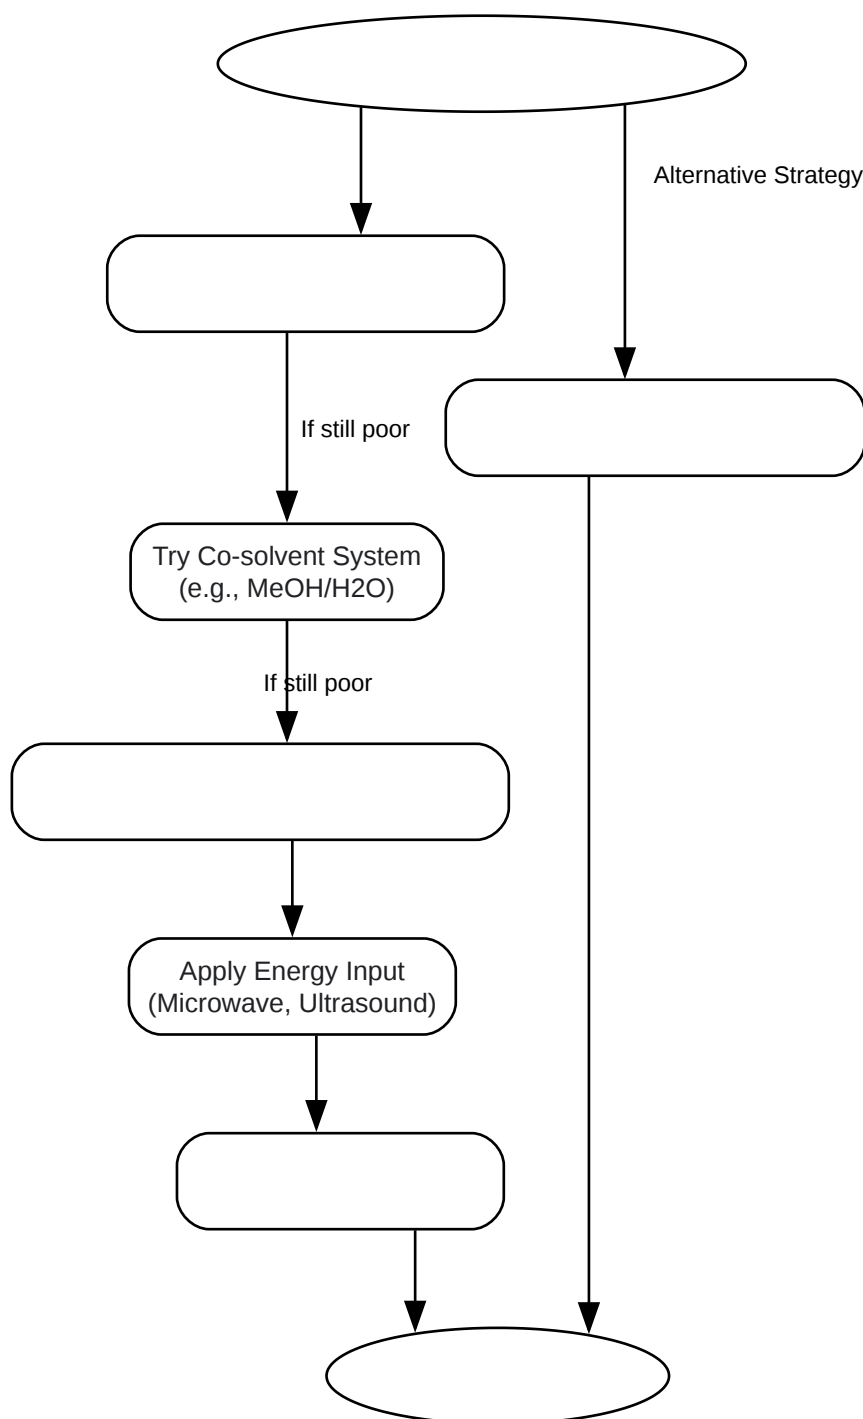 Alternative Strategy
If still poor
Try Co-solvent System
(e.g., MeOH/H2O)
If still poor
Apply Energy Input
(Microwave, Ultrasound)